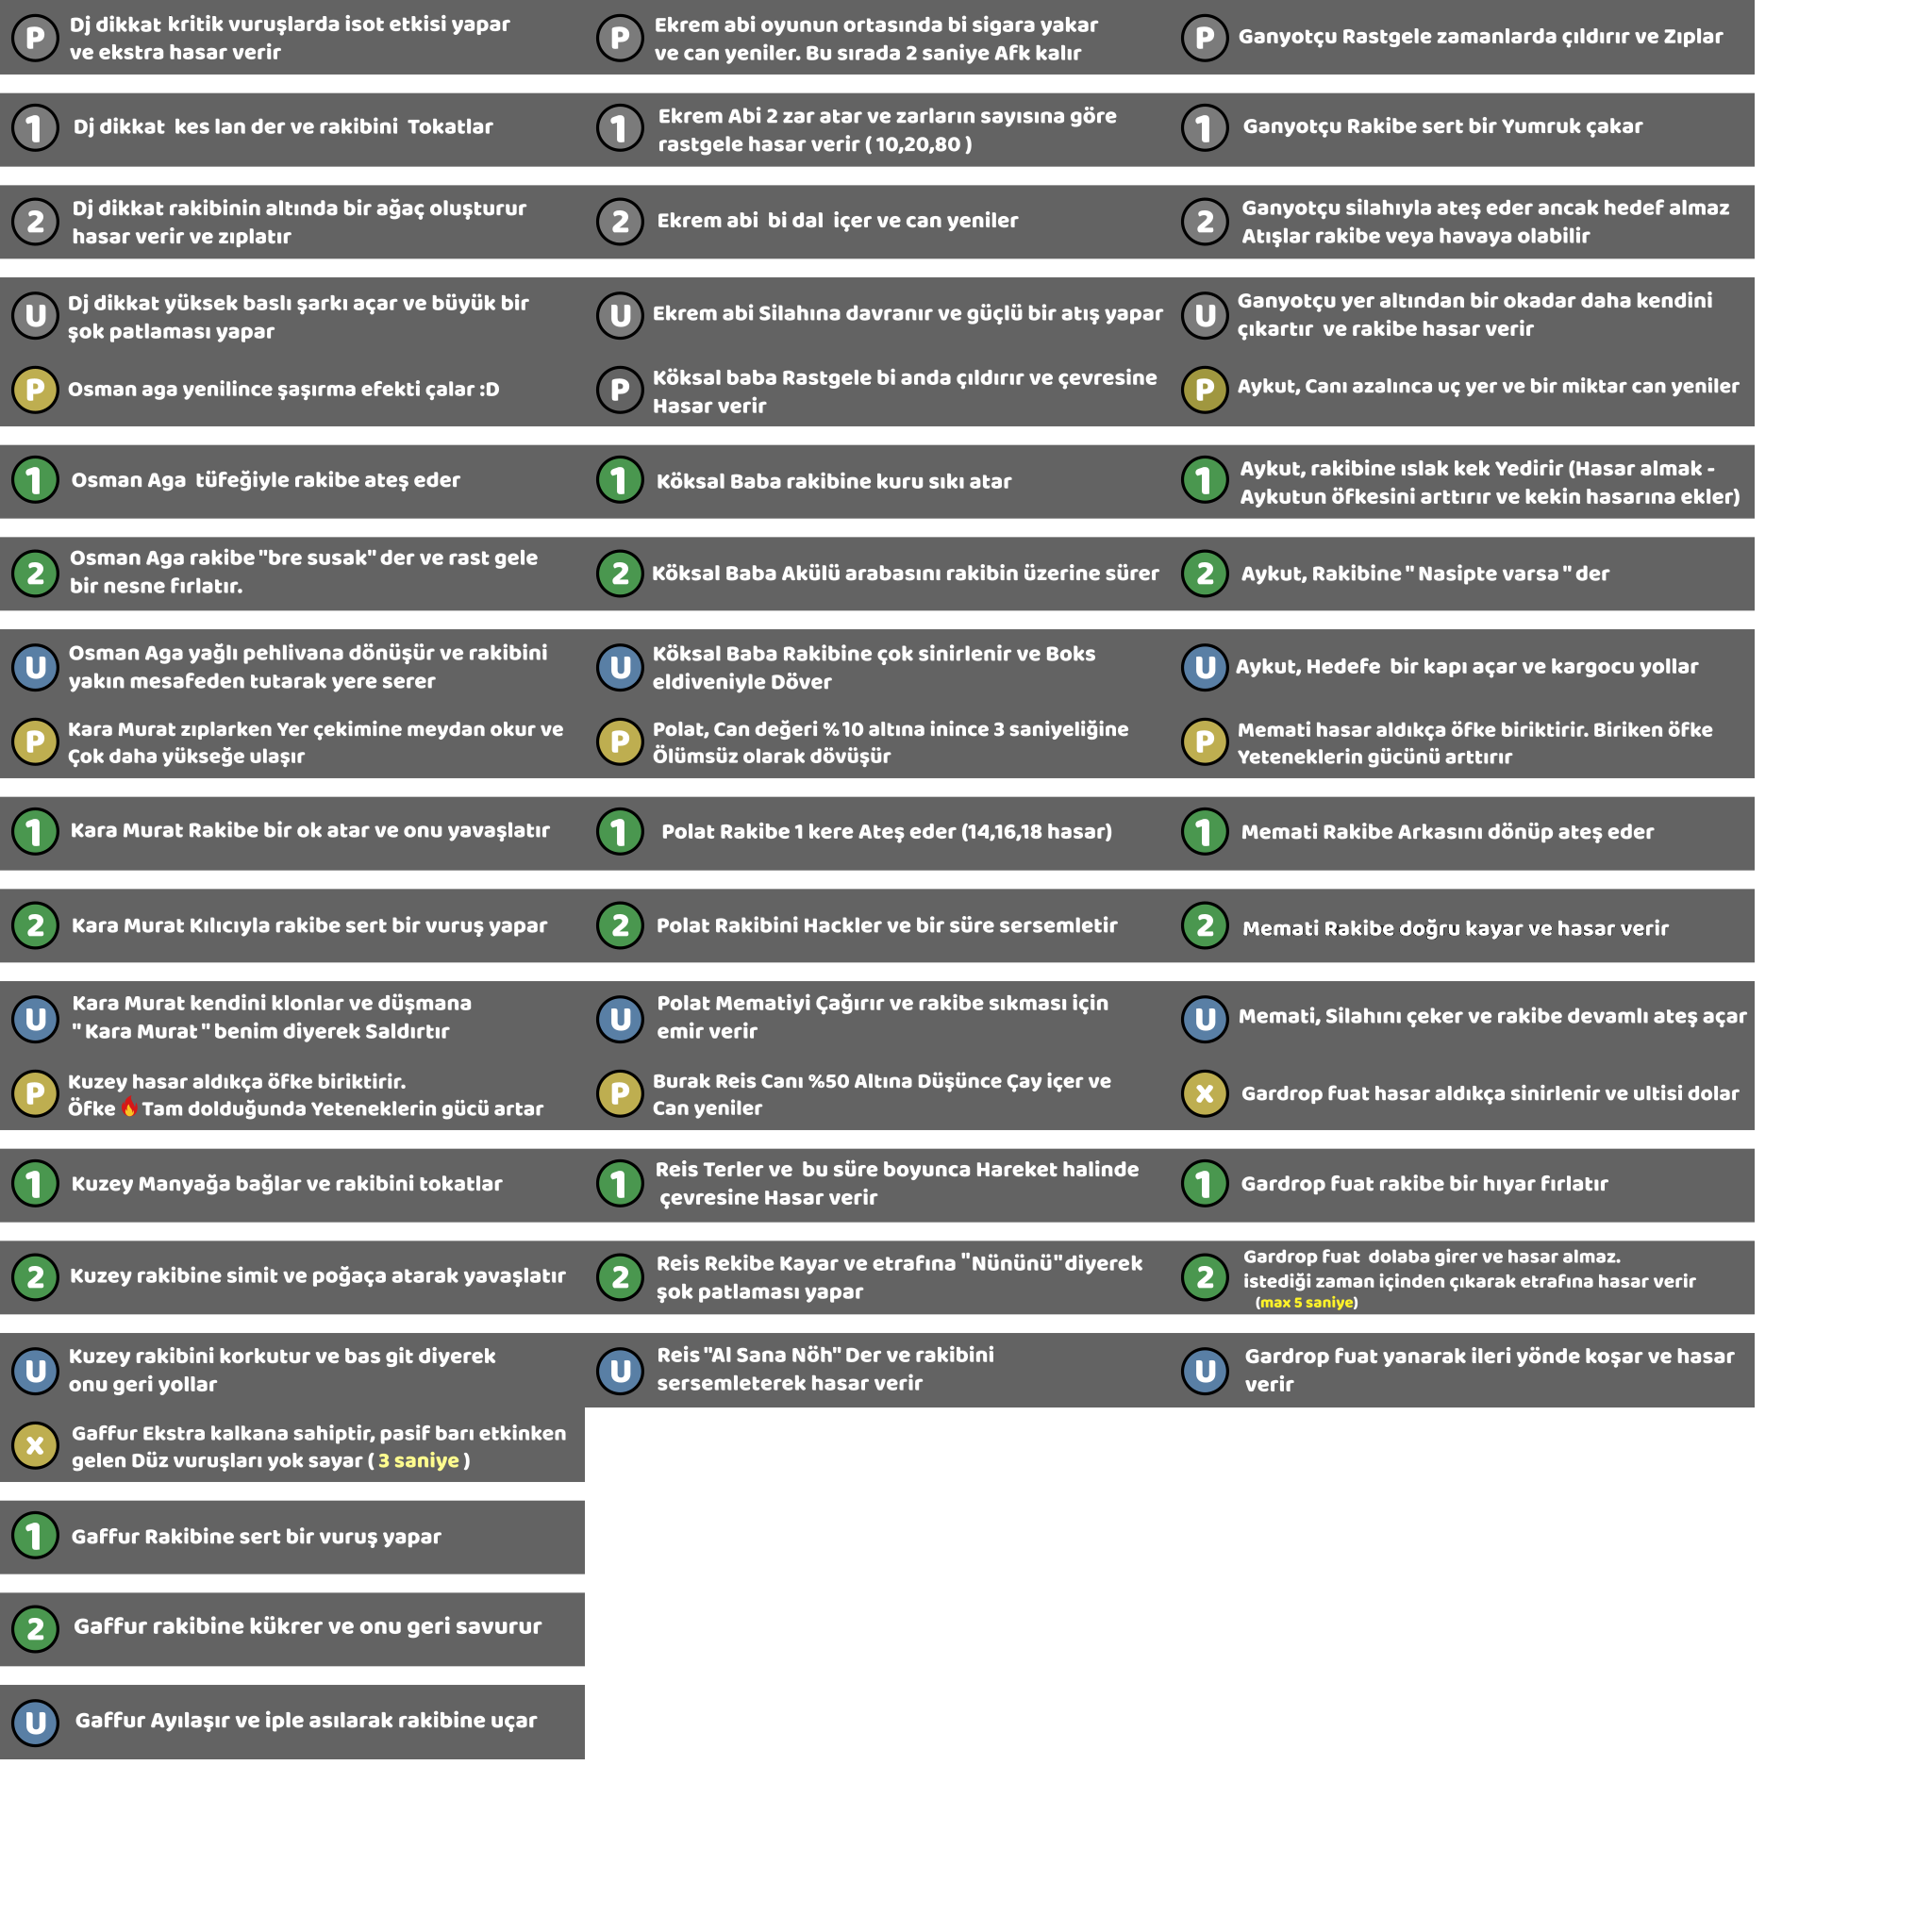 P
Dj dikkat kritik vuruşlarda isot etkisi yapar
ve ekstra hasar verir
1
Dj dikkat kes lan der ve rakibini Tokatlar
2
Dj dikkat rakibinin altında bir ağaç oluşturur
hasar verir ve zıplatır
U
Dj dikkat yüksek baslı şarkı açar ve büyük bir
şok patlaması yapar
P
Ekrem abi oyunun ortasında bi sigara yakar
ve can yeniler. Bu sırada 2 saniye Afk kalır
1
Ekrem Abi 2 zar atar ve zarların sayısına göre
rastgele hasar verir ( 10,20,80 )
2
Ekrem abi bi dal içer ve can yeniler
U
Ekrem abi Silahına davranır ve güçlü bir atış yapar
P
Ganyotçu Rastgele zamanlarda çıldırır ve Zıplar
1
Ganyotçu Rakibe sert bir Yumruk çakar
2
Ganyotçu silahıyla ateş eder ancak hedef almaz
Atışlar rakibe veya havaya olabilir
U
Ganyotçu yer altından bir okadar daha kendini
çıkartır ve rakibe hasar verir
P
Osman aga yenilince şaşırma efekti çalar :D
1
Osman Aga tüfeğiyle rakibe ateş eder
2
Osman Aga rakibe "bre susak" der ve rast gele
bir nesne fırlatır.
U
Osman Aga yağlı pehlivana dönüşür ve rakibini
yakın mesafeden tutarak yere serer
P
Köksal baba Rastgele bi anda çıldırır ve çevresine
Hasar verir
1
Köksal Baba rakibine kuru sıkı atar
2
Köksal Baba Akülü arabasını rakibin üzerine sürer
U
Köksal Baba Rakibine çok sinirlenir ve Boks
eldiveniyle Döver
P
Aykut, Canı azalınca uç yer ve bir miktar can yeniler
1
Aykut, rakibine ıslak kek Yedirir (Hasar almak -
Aykutun öfkesini arttırır ve kekin hasarına ekler)
2
Aykut, Rakibine " Nasipte varsa " der
U
Aykut, Hedefe bir kapı açar ve kargocu yollar
P
Kara Murat zıplarken Yer çekimine meydan okur ve
Çok daha yükseğe ulaşır
1
Kara Murat Rakibe bir ok atar ve onu yavaşlatır
2
Kara Murat Kılıcıyla rakibe sert bir vuruş yapar
U
Kara Murat kendini klonlar ve düşmana
" Kara Murat " benim diyerek Saldırtır
P
Polat, Can değeri %10 altına inince 3 saniyeliğine
Ölümsüz olarak dövüşür
1
Polat Rakibe 1 kere Ateş eder (14,16,18 hasar)
2
Polat Rakibini Hackler ve bir süre sersemletir
U
Polat Mematiyi Çağırır ve rakibe sıkması için
emir verir
P
Memati hasar aldıkça öfke biriktirir. Biriken öfke
Yeteneklerin gücünü arttırır
1
Memati Rakibe Arkasını dönüp ateş eder
2
Memati Rakibe doğru kayar ve hasar verir
U
Memati, Silahını çeker ve rakibe devamlı ateş açar
P
Kuzey hasar aldıkça öfke biriktirir.
Öfke 🔥 Tam dolduğunda Yeteneklerin gücü artar
1
Kuzey Manyağa bağlar ve rakibini tokatlar
2
Kuzey rakibine simit ve poğaça atarak yavaşlatır
U
Kuzey rakibini korkutur ve bas git diyerek
onu geri yollar
P
Burak Reis Canı %50 Altına Düşünce Çay içer ve
Can yeniler
1
Reis Terler ve bu süre boyunca Hareket halinde
çevresine Hasar verir
2
Reis Rekibe Kayar ve etrafına "Nününü" diyerek
şok patlaması yapar
U
Reis "Al Sana Nöh" Der ve rakibini
sersemleterek hasar verir
X
Gardrop fuat hasar aldıkça sinirlenir ve ultisi dolar
1
Gardrop fuat rakibe bir hıyar fırlatır
2
Gardrop fuat dolaba girer ve hasar almaz.
istediği zaman içinden çıkarak etrafına hasar verir
(max 5 saniye)
U
Gardrop fuat yanarak ileri yönde koşar ve hasar
verir
X
Gaffur Ekstra kalkana sahiptir, pasif barı etkinken
gelen Düz vuruşları yok sayar ( 3 saniye )
1
Gaffur Rakibine sert bir vuruş yapar
2
Gaffur rakibine kükrer ve onu geri savurur
U
Gaffur Ayılaşır ve iple asılarak rakibine uçar